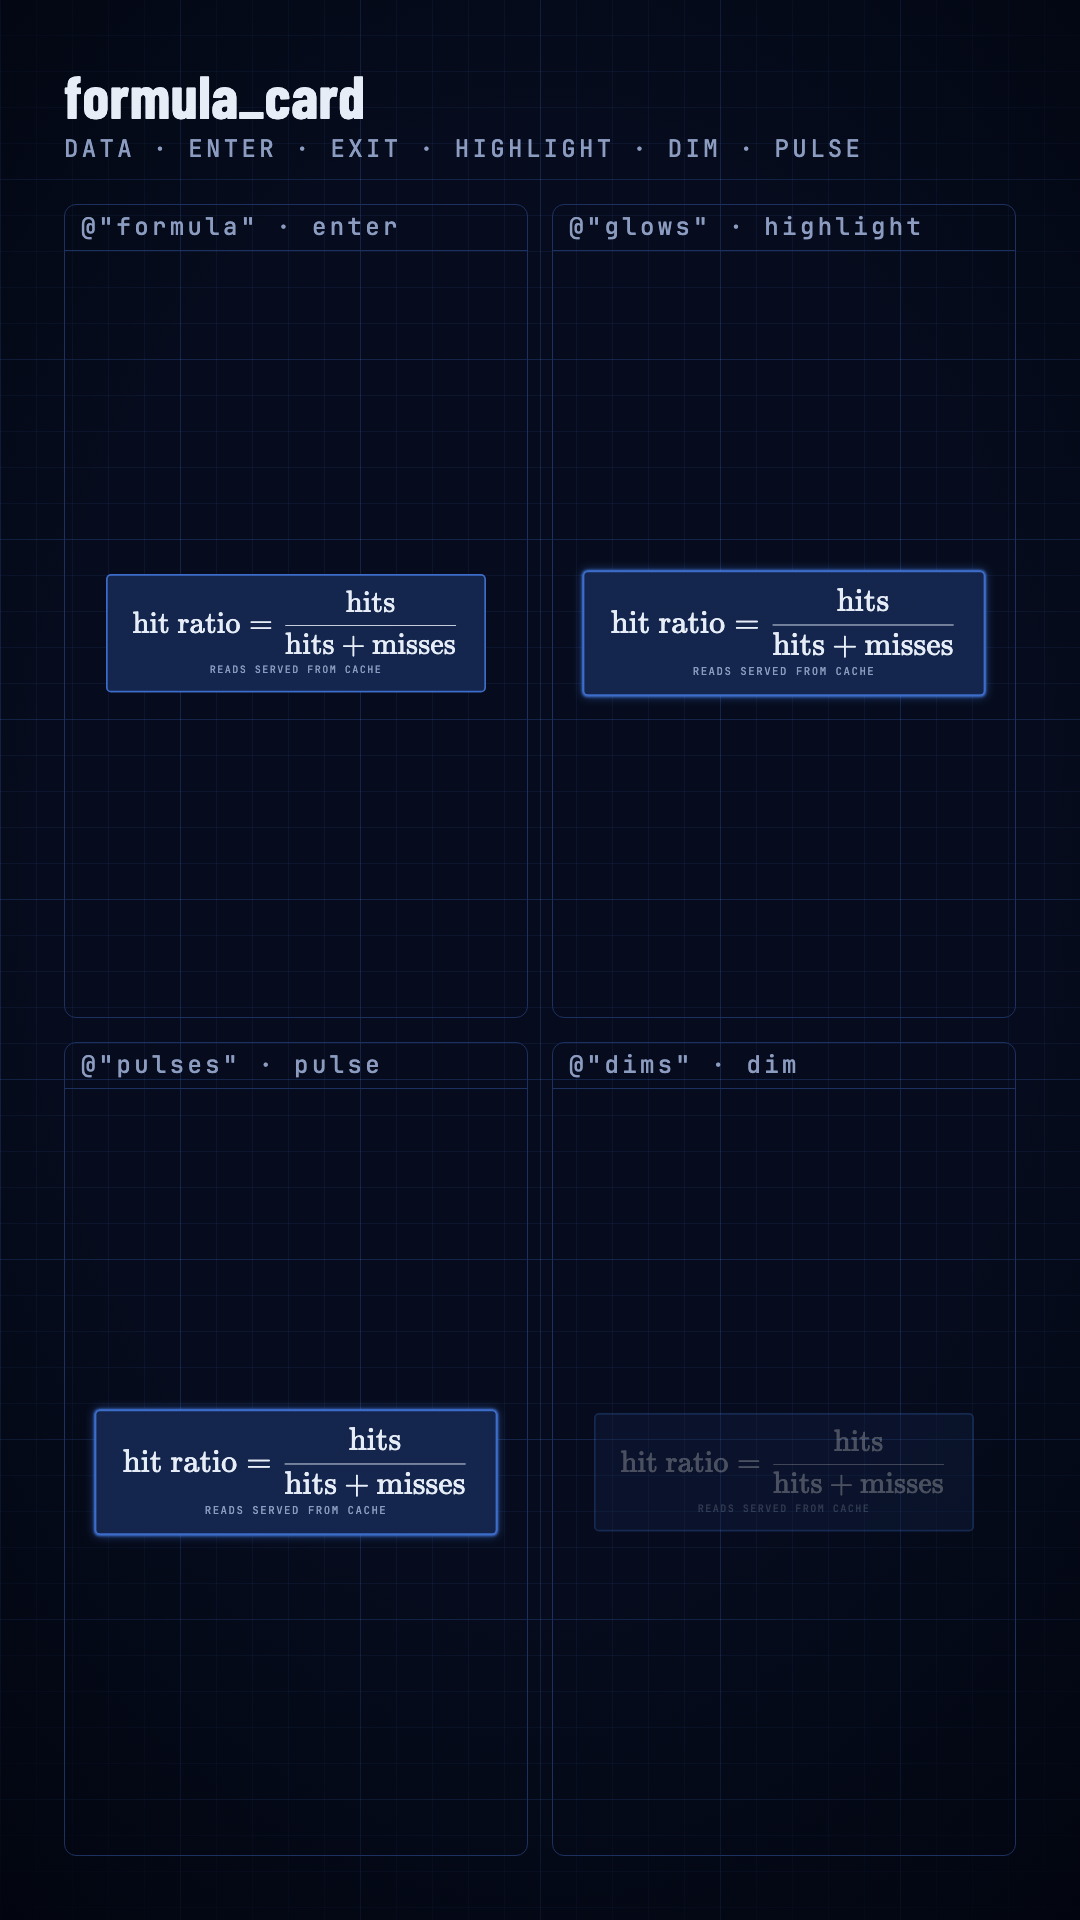 formula_card
DATA · ENTER · EXIT · HIGHLIGHT · DIM · PULSE
@"formula" · enter
hit ratio = hits / hits + misses
READS SERVED FROM CACHE
@"glows" · highlight
hit ratio = hits / hits + misses
READS SERVED FROM CACHE
@"pulses" · pulse
hit ratio = hits / hits + misses
READS SERVED FROM CACHE
@"dims" · dim
hit ratio = hits / hits + misses
READS SERVED FROM CACHE